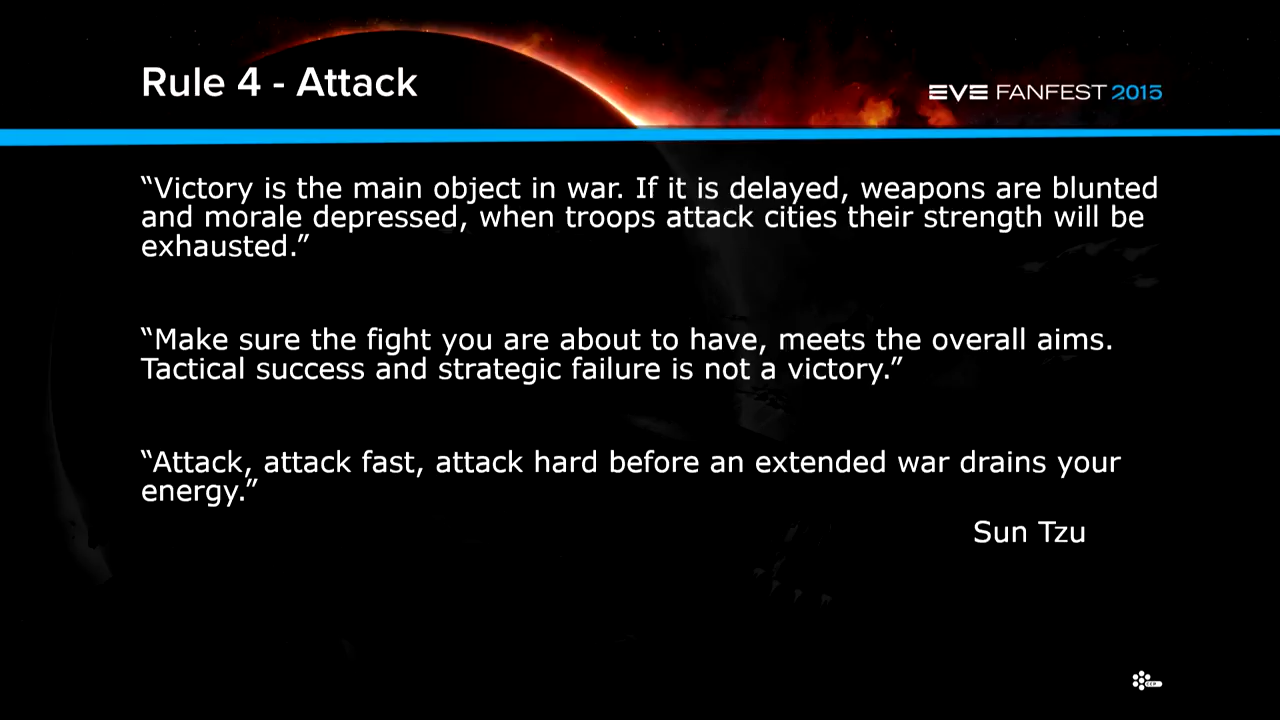 Rule 4 - Attack
EVE FANFEST 2015
“Victory is the main object in war. If it is delayed, weapons are blunted
and morale depressed, when troops attack cities their strength will be
exhausted.”
“Make sure the fight you are about to have, meets the overall aims.
Tactical success and strategic failure is not a victory.”
“Attack, attack fast, attack hard before an extended war drains your
energy.”
Sun Tzu
CCP